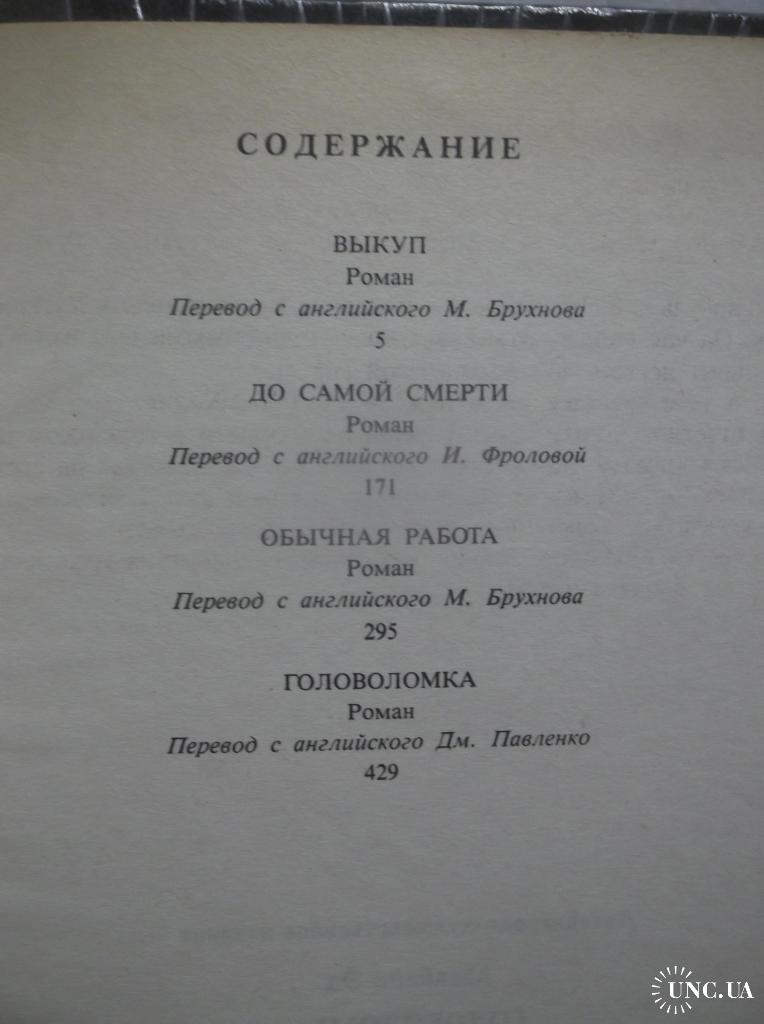 СОДЕРЖАНИЕ
ВЫКУП
Роман
Перевод с английского М. Брухнова
5
ДО САМОЙ СМЕРТИ
Роман
Перевод с английского И. Фроловой
171
ОБЫЧНАЯ РАБОТА
Роман
Перевод с английского М. Брухнова
295
ГОЛОВОЛОМКА
Роман
Перевод с английского Дм. Павленко
429
UNC.UA